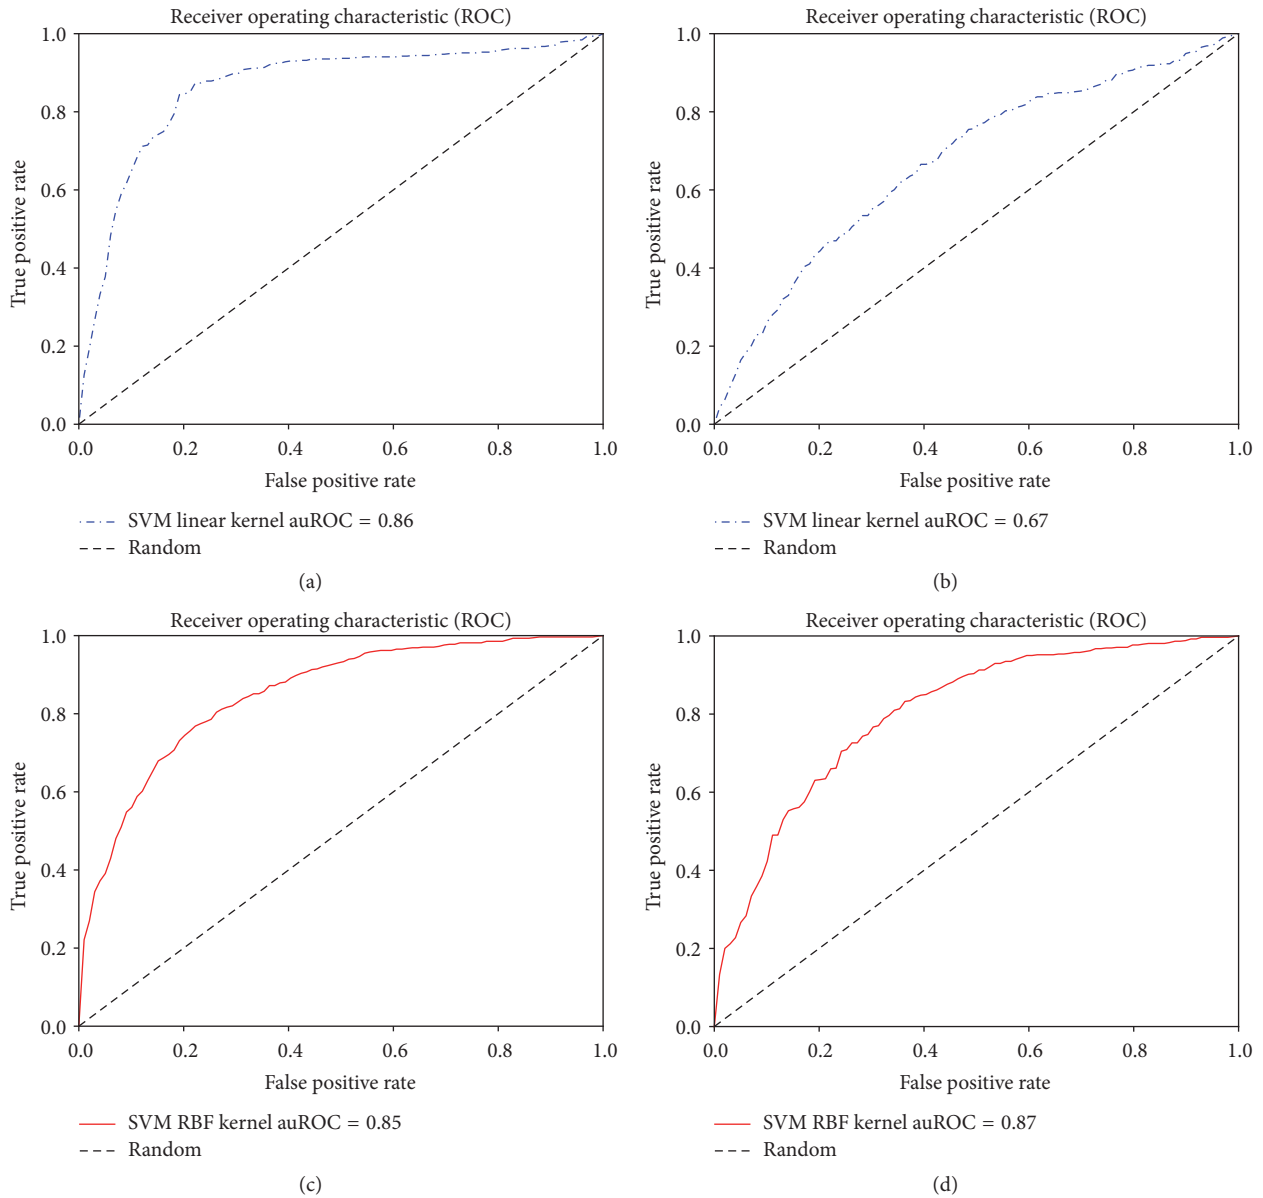 Receiver operating characteristic (ROC)
1.0
0.8
0.6
0.4
0.2
0.0
True positive rate
0.0 0.2 0.4 0.6 0.8 1.0
False positive rate
SVM linear kernel auROC = 0.86
Random
(a)
Receiver operating characteristic (ROC)
1.0
0.8
0.6
0.4
0.2
0.0
True positive rate
0.0 0.2 0.4 0.6 0.8 1.0
False positive rate
SVM linear kernel auROC = 0.67
Random
(b)
Receiver operating characteristic (ROC)
1.0
0.8
0.6
0.4
0.2
0.0
True positive rate
0.0 0.2 0.4 0.6 0.8 1.0
False positive rate
SVM RBF kernel auROC = 0.85
Random
(c)
Receiver operating characteristic (ROC)
1.0
0.8
0.6
0.4
0.2
0.0
True positive rate
0.0 0.2 0.4 0.6 0.8 1.0
False positive rate
SVM RBF kernel auROC = 0.87
Random
(d)